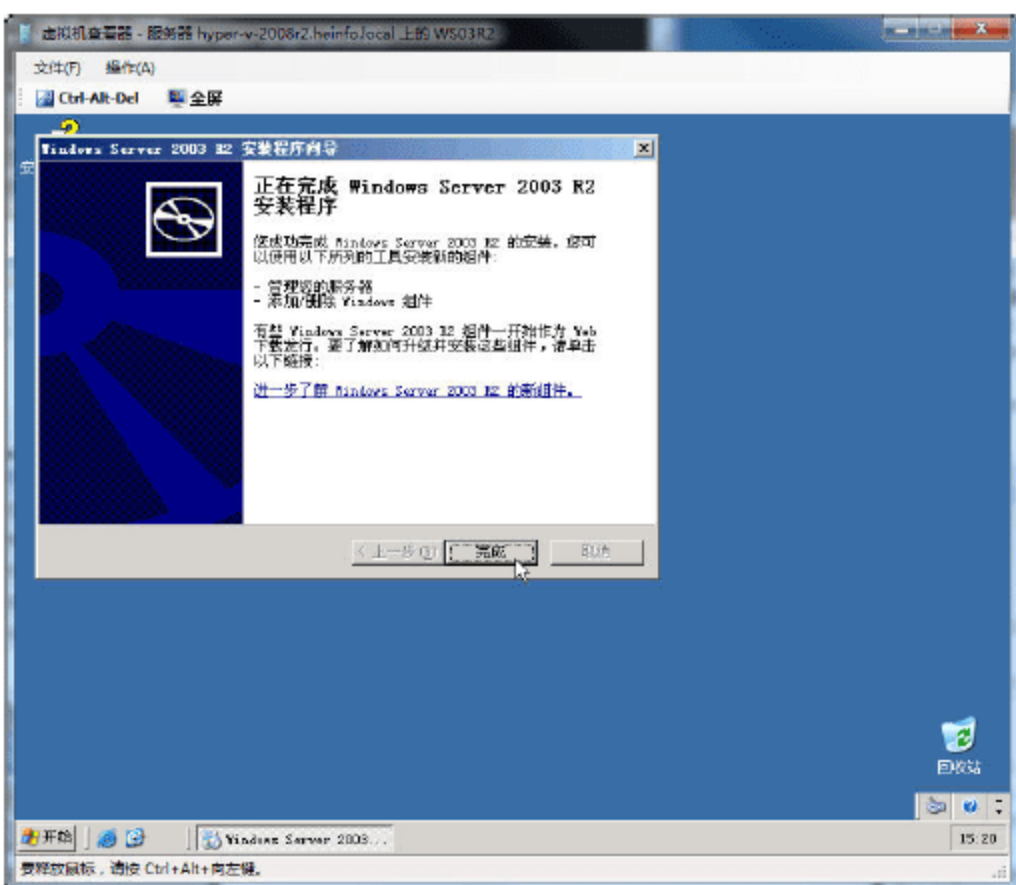 虚拟机查看器 - 服务器 hyper-v-2008r2.heinfo.local 上的 WS03R2
文件(F) 操作(A)
Ctrl-Alt-Del 全屏
安
Windows Server 2003 R2 安装程序向导
正在完成 Windows Server 2003 R2
安装程序
您成功完成 Windows Server 2003 R2 的安装。您可
以使用以下所列的工具安装新的组件:
- 管理您的服务器
- 添加/删除 Windows 组件
有些 Windows Server 2003 R2 组件一开始作为 Web
下载发行。要了解如何升级并安装这些组件，请单击
以下链接:
进一步了解 Windows Server 2003 R2 的新组件。
< 上一步(B) 完成 取消
回收站
开始 Windows Server 2003... 15:20
要释放鼠标，请按 Ctrl+Alt+向左键。